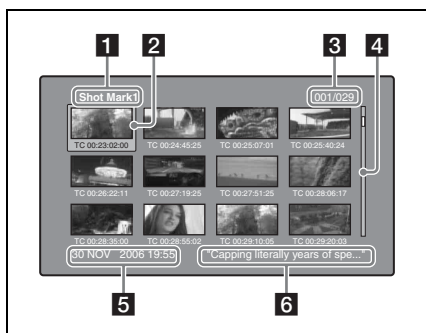 1 2 3 4
Shot Mark1 001/029
TC 00:23:02:00 TC 00:24:45:25 TC 00:25:07:01 TC 00:25:40:24
TC 00:26:22:11 TC 00:27:19:25 TC 00:27:51:25 TC 00:28:06:17
TC 00:28:35:00 TC 00:28:55:02 TC 00:29:10:05 TC 00:29:20:03
30 NOV 2006 19:55 "Capping literally years of spe..."
5 6